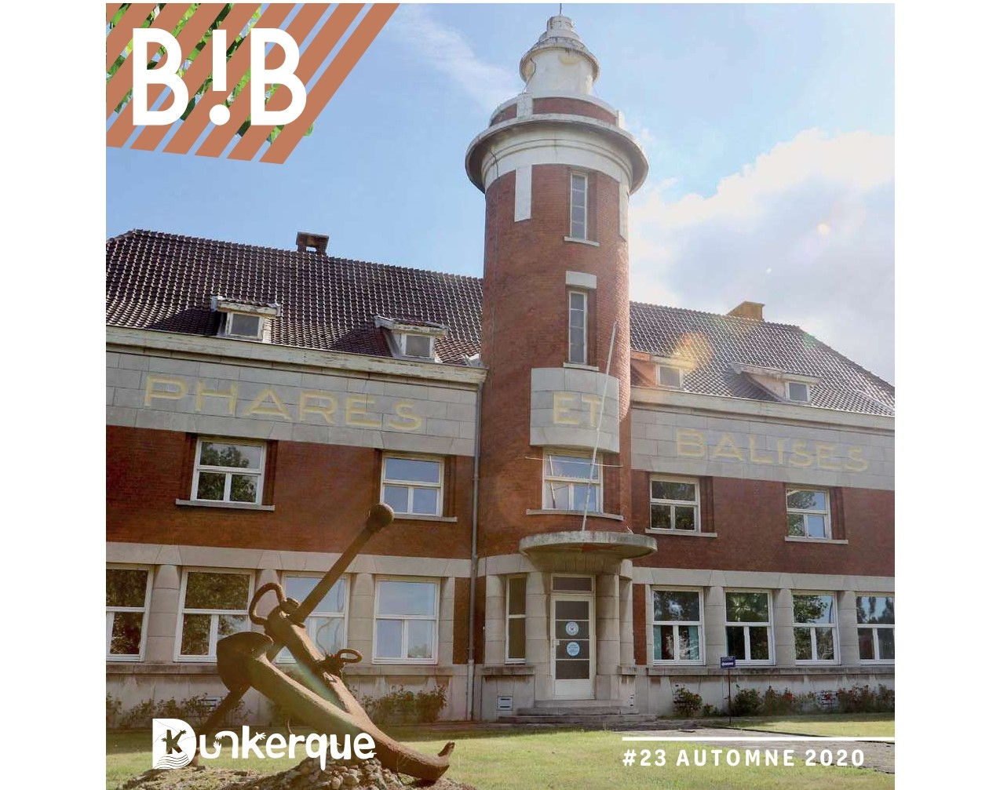 B!B
PHARES ET BALISES
Dunkerque
#23 AUTOMNE 2020